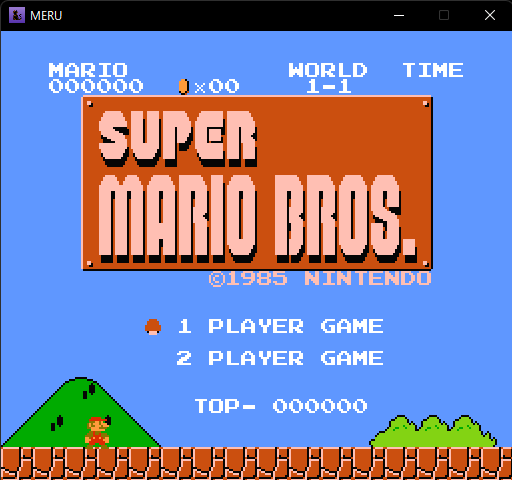 MERU
MARIO WORLD TIME
000000 ×00 1-1
SUPER
MARIO BROS.
©1985 NINTENDO
1 PLAYER GAME
2 PLAYER GAME
TOP- 000000